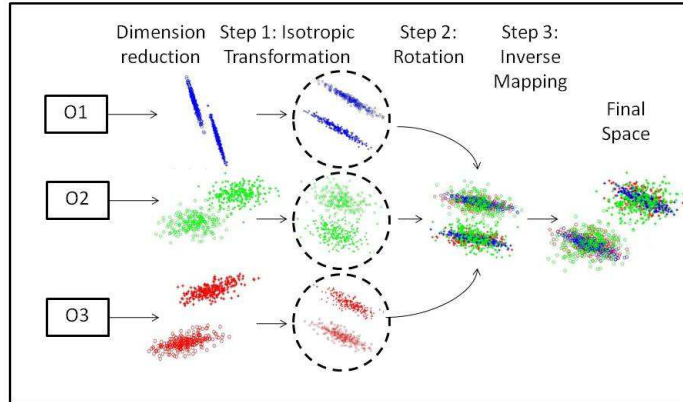 Dimension
reduction
Step 1: Isotropic
Transformation
Step 2:
Rotation
Step 3:
Inverse
Mapping
Final
Space
O1
O2
O3